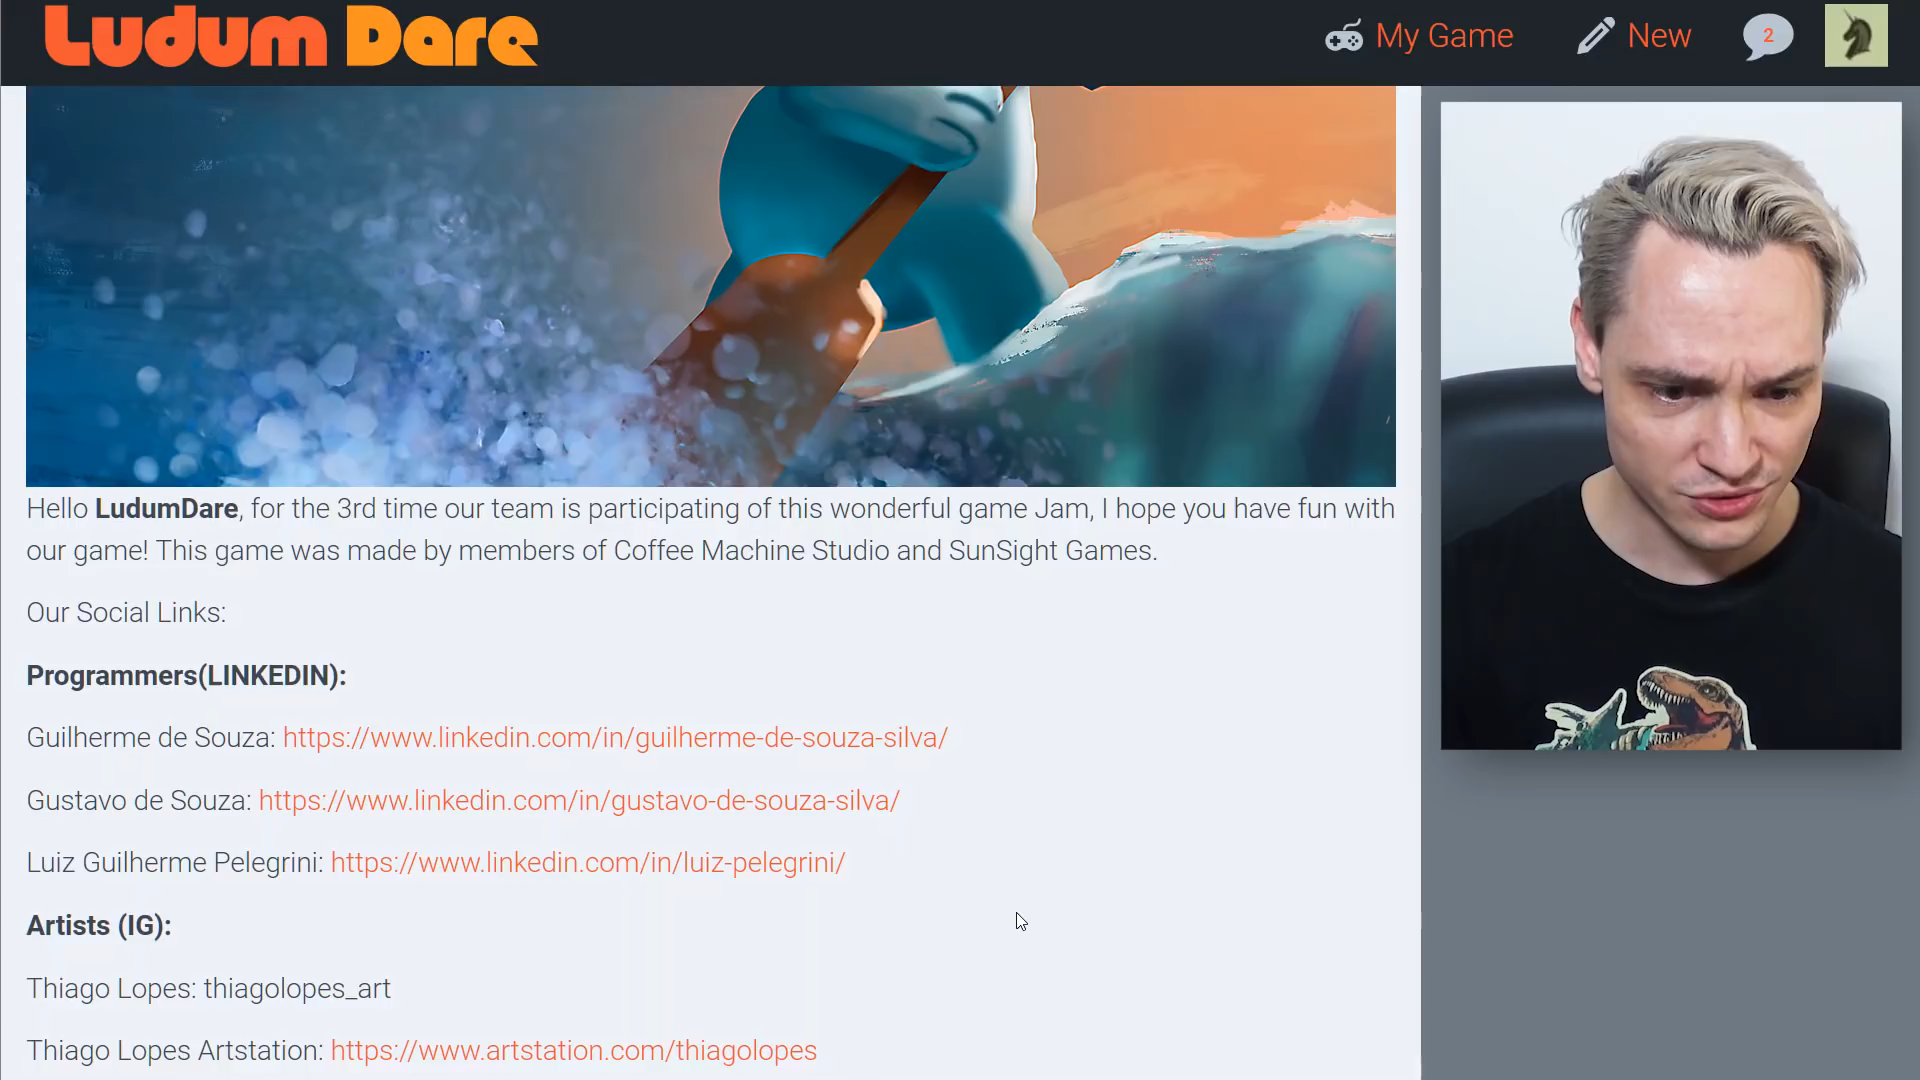 Ludum Dare
My Game
New
2
Hello LudumDare, for the 3rd time our team is participating of this wonderful game Jam, I hope you have fun with
our game! This game was made by members of Coffee Machine Studio and SunSight Games.
Our Social Links:
Programmers(LINKEDIN):
Guilherme de Souza: https://www.linkedin.com/in/guilherme-de-souza-silva/
Gustavo de Souza: https://www.linkedin.com/in/gustavo-de-souza-silva/
Luiz Guilherme Pelegrini: https://www.linkedin.com/in/luiz-pelegrini/
Artists (IG):
Thiago Lopes: thiagolopes_art
Thiago Lopes Artstation: https://www.artstation.com/thiagolopes